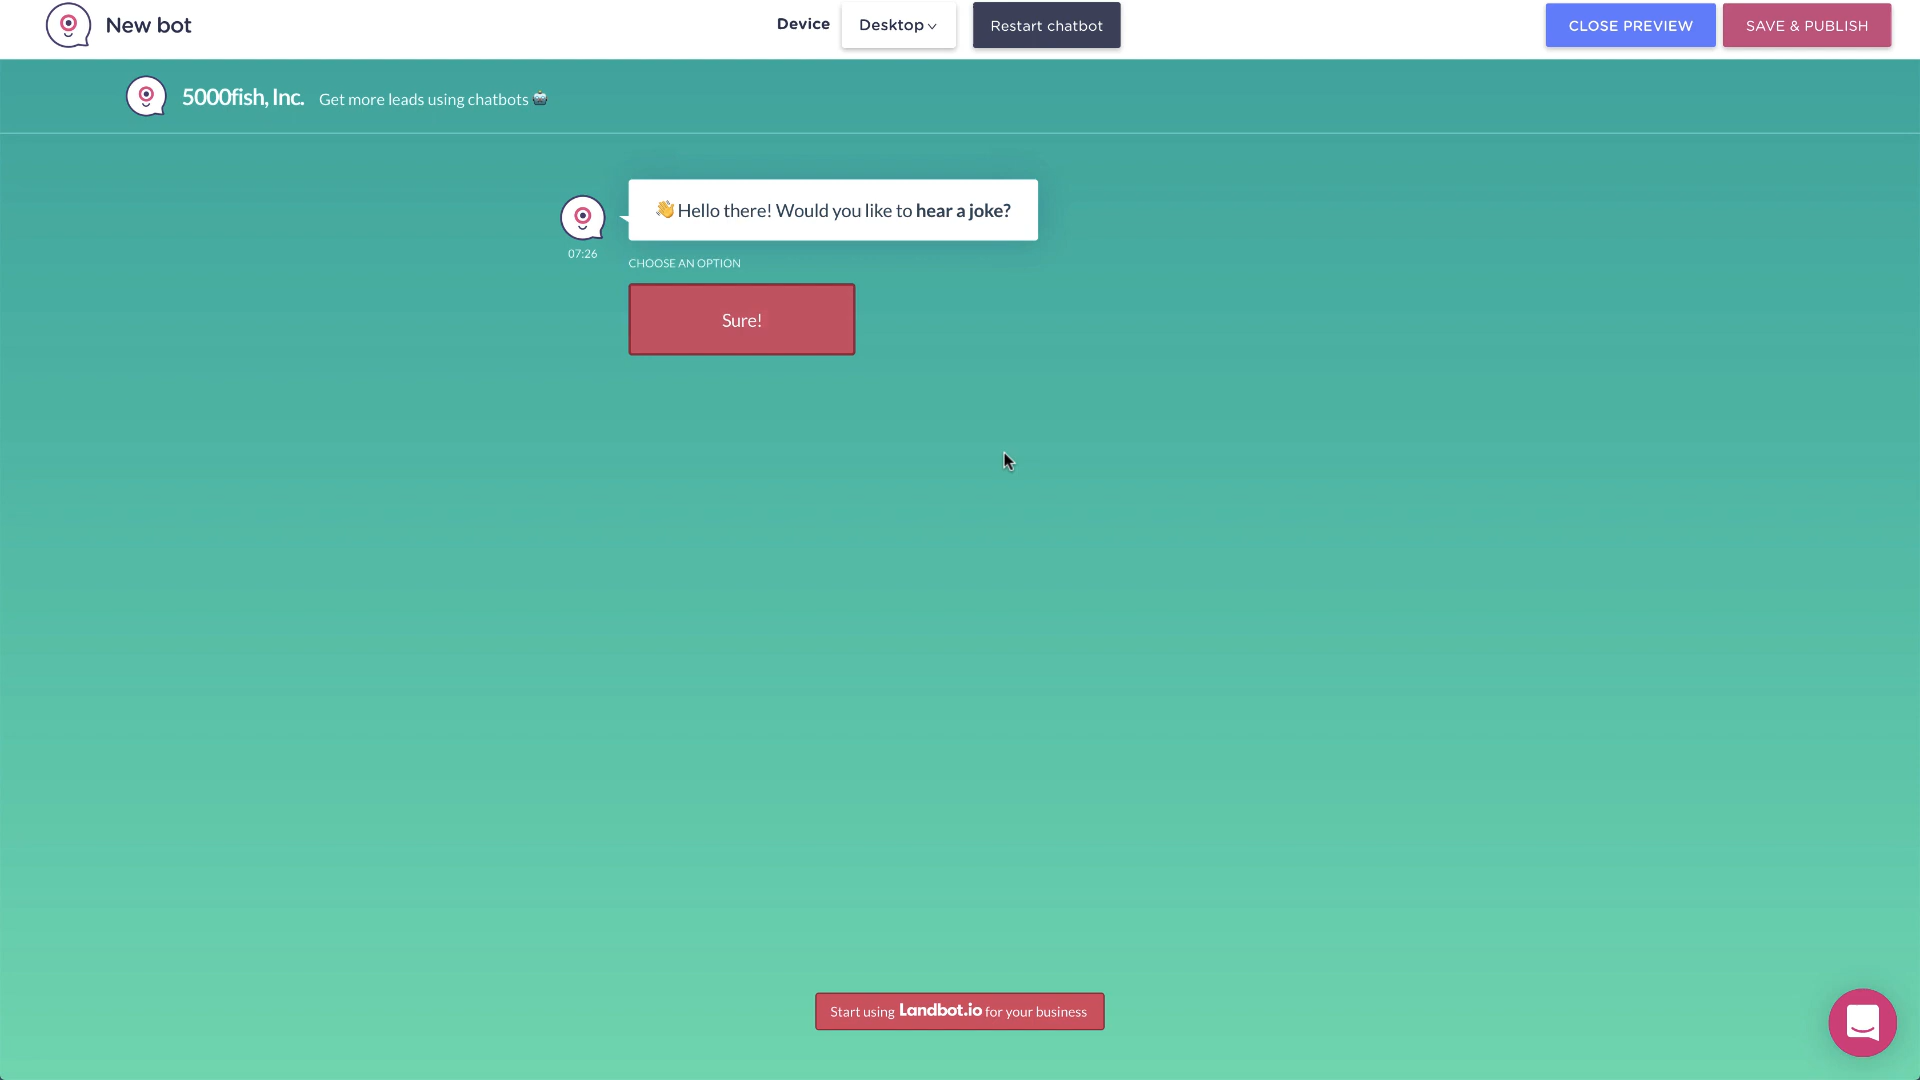 New bot
Device
Desktop
Restart chatbot
CLOSE PREVIEW
SAVE & PUBLISH
5000fish, Inc. Get more leads using chatbots 🤖
👋 Hello there! Would you like to hear a joke?
07:26
CHOOSE AN OPTION
Sure!
Start using Landbot.io for your business